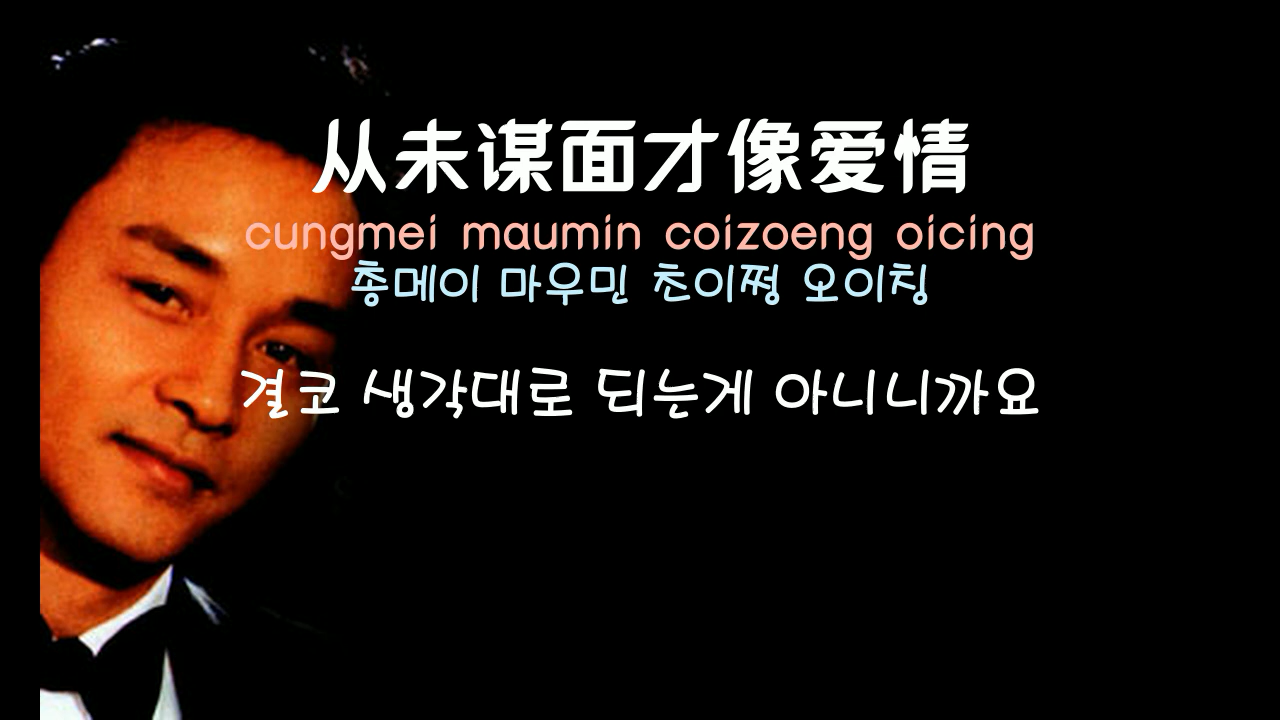 从未谋面才像爱情
cungmei maumin coizoeng oicing
총메이 마우민 초이쩡 오이칭
결코 생각대로 되는게 아니니까요